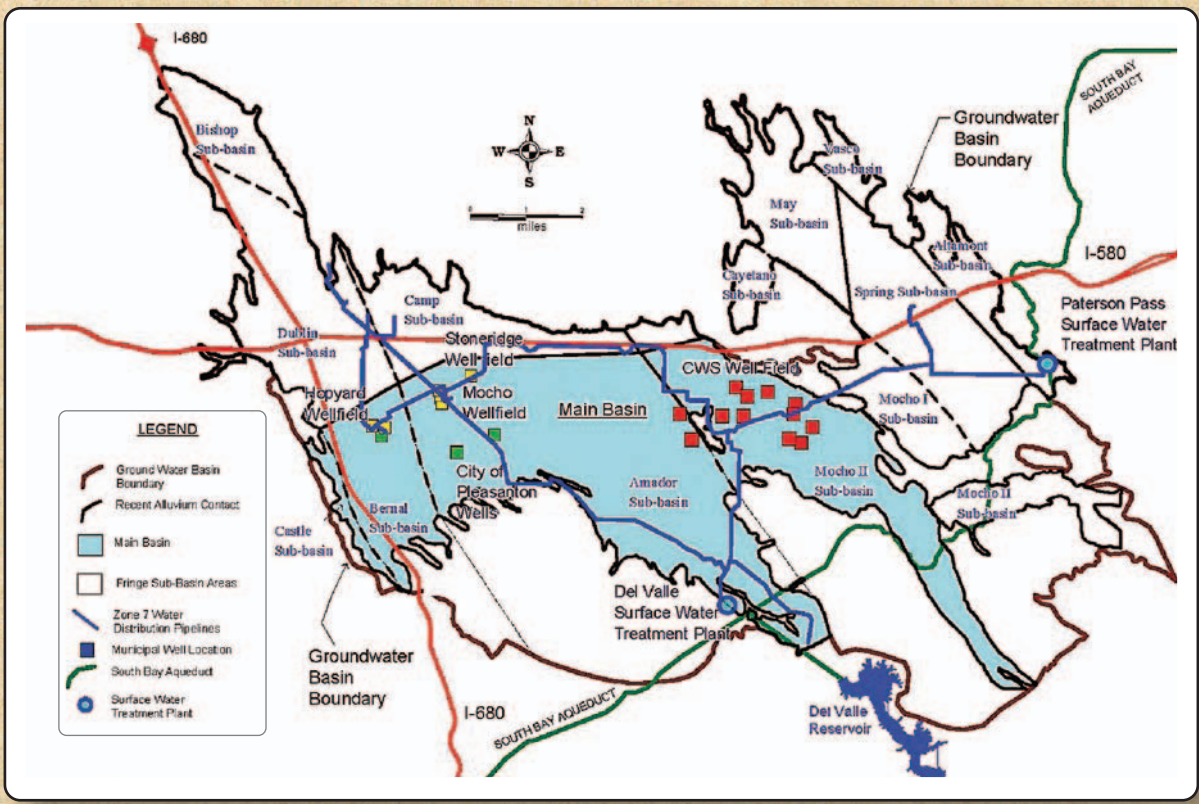 I-680
Bishop
Sub-basin
N
W
E
S
0
2
miles
SOUTH BAY
AQUEDUCT
Groundwater
Basin
Boundary
Vasco
Sub-basin
May
Sub-basin
Altamont
Sub-basin
I-580
Cayetano
Sub-basin
Spring Sub-basin
Paterson Pass
Surface Water
Treatment Plant
Camp
Sub-basin
Dublin
Sub-basin
Stoneridge
Wellfield
CWS Well Field
Hopyard
Wellfield
Mocho
Wellfield
Main Basin
Mocho I
Sub-basin
City of
Pleasanton
Wells
Amador
Sub-basin
Mocho II
Sub-basin
Mocho II
Sub-basin
Bernal
Sub-basin
Castle
Sub-basin
Del Valle
Surface Water
Treatment Plant
Groundwater
Basin
Boundary
I-680
SOUTH BAY AQUEDUCT
Del Valle
Reservoir
LEGEND
Ground Water Basin
Boundary
Recent Alluvium Contact
Main Basin
Fringe Sub-Basin Areas
Zone 7 Water
Distribution Pipelines
Municipal Well Location
South Bay Aqueduct
Surface Water
Treatment Plant